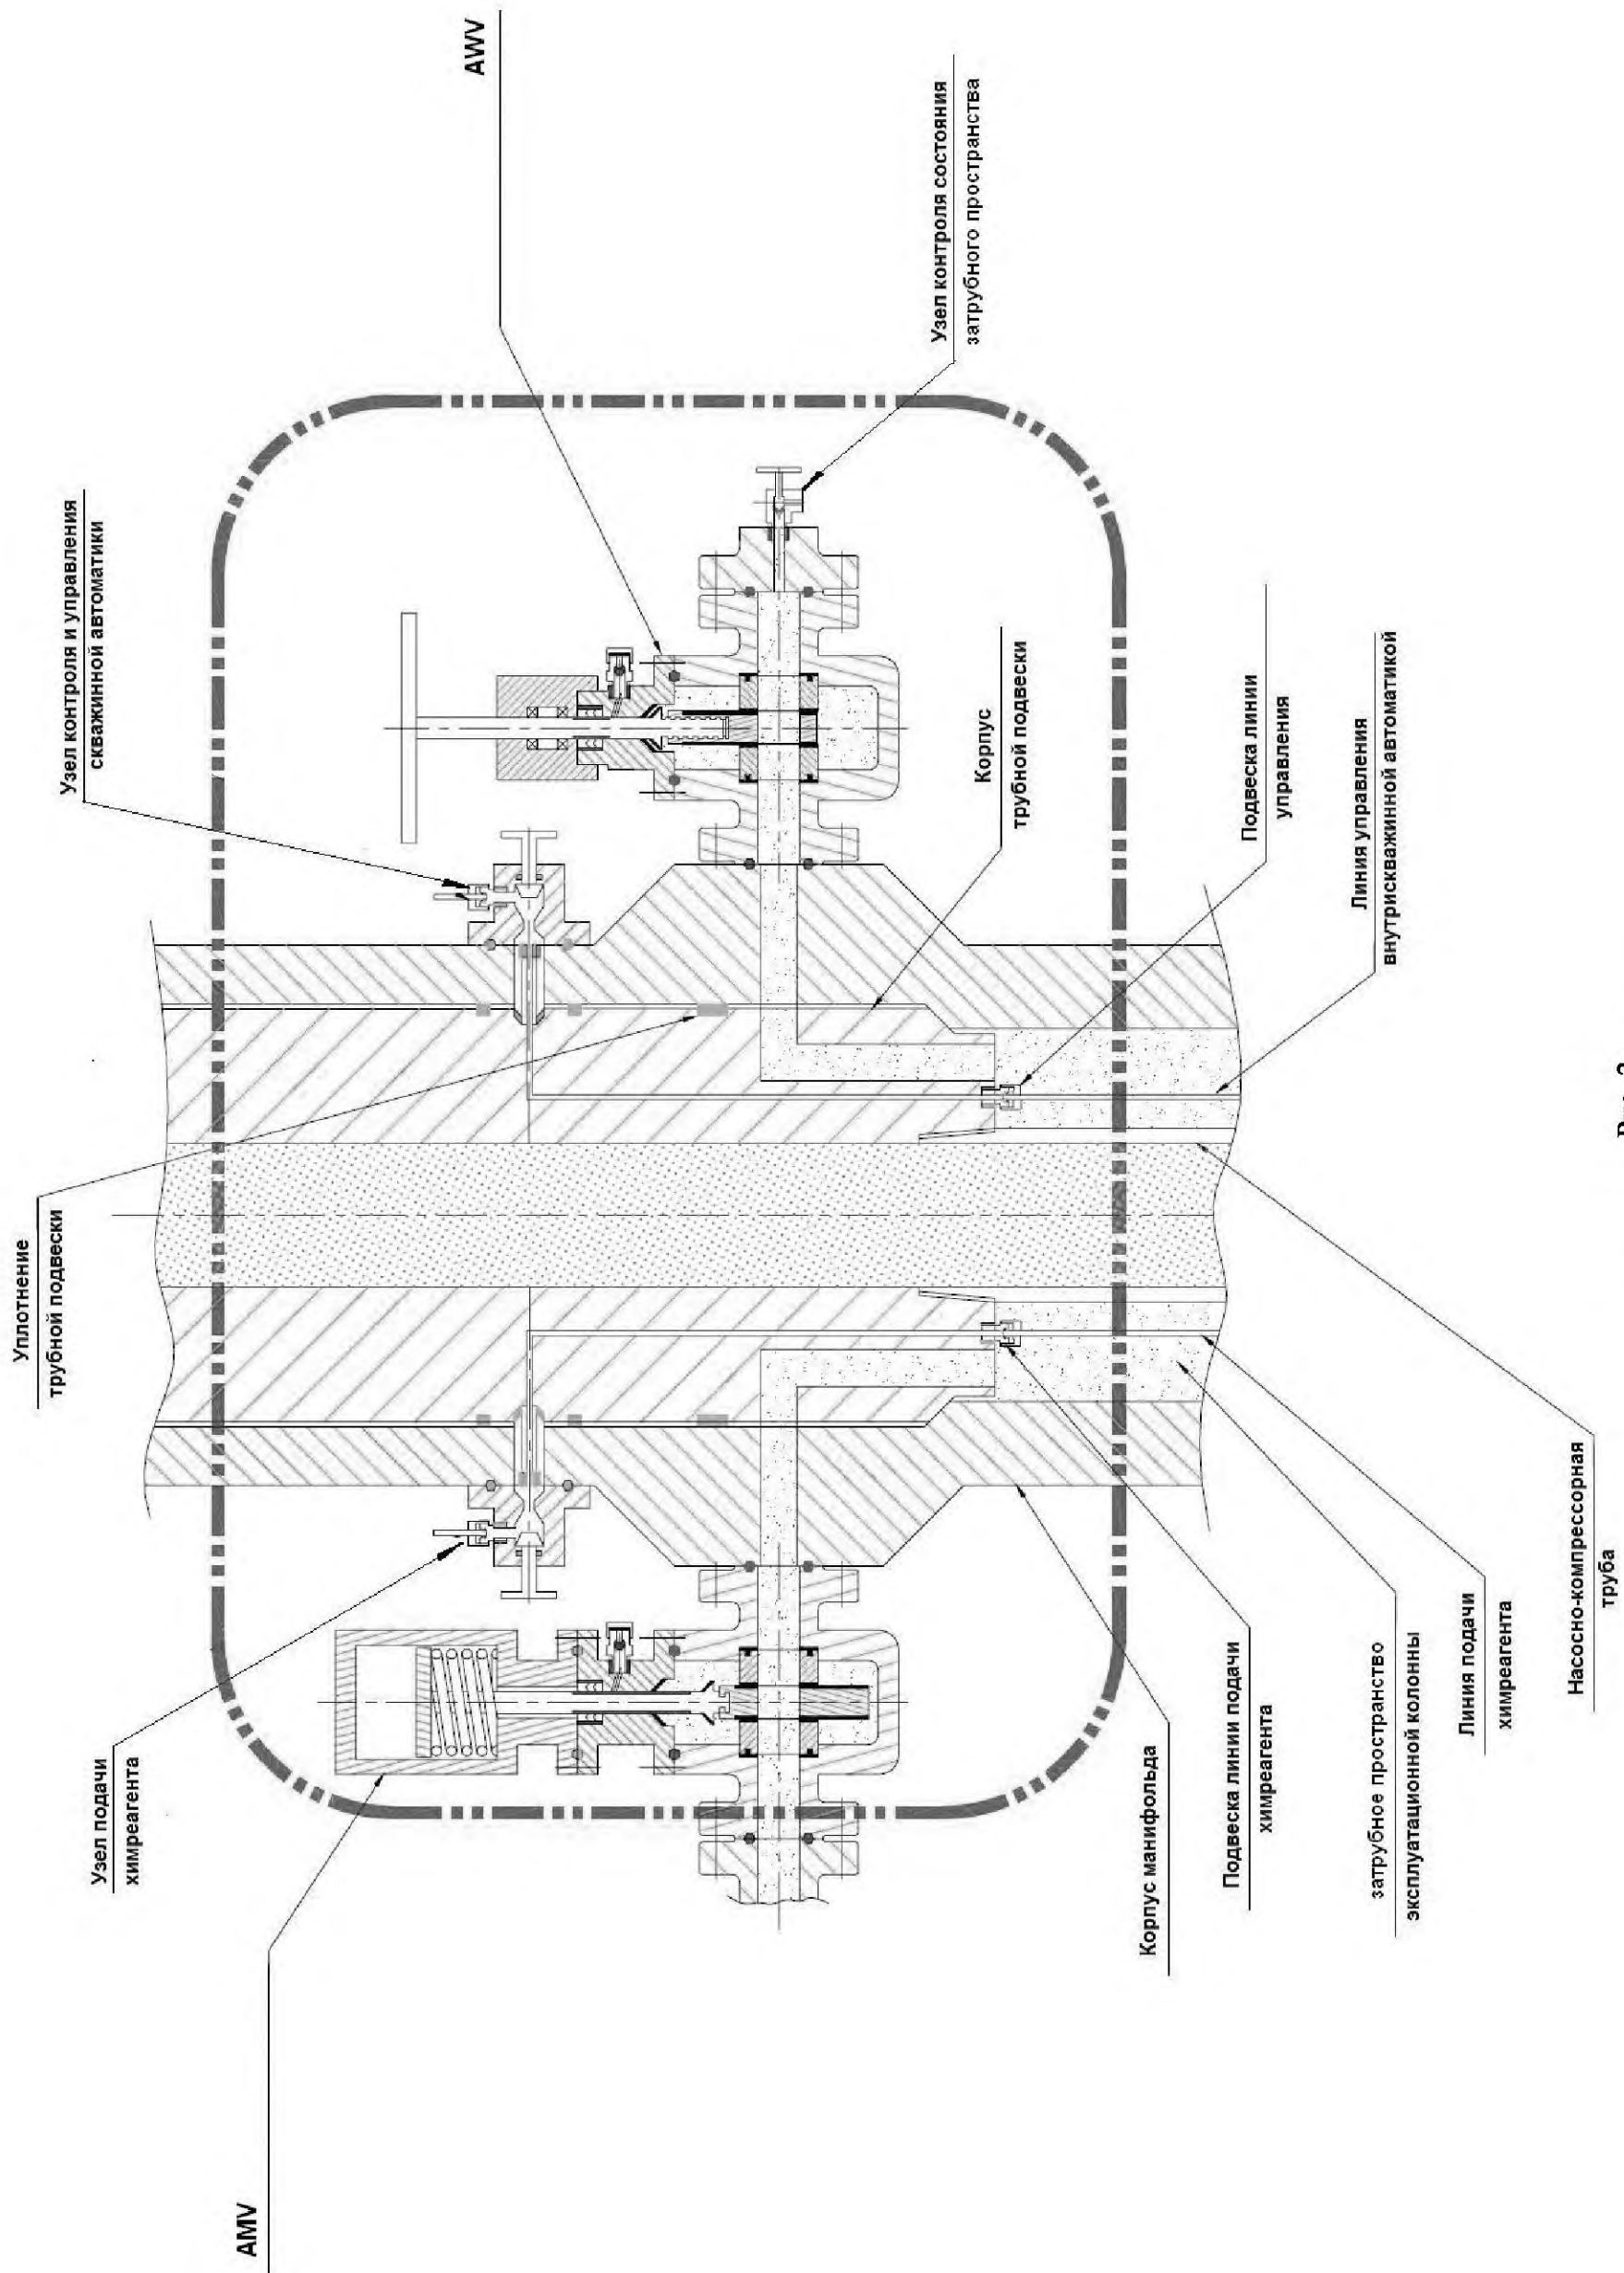 AWV
Узел контроля состояния
затрубного пространства
Узел контроля и управления
скважинной автоматики
Корпус
трубной подвески
Подвеска линии
управления
Линия управления
внутрискважинной автоматикой
Уплотнение
трубной подвески
Узел подачи
химреагента
AMV
Корпус манифольда
Подвеска линии подачи
химреагента
затрубное пространство
эксплуатационной колонны
Линия подачи
химреагента
Насосно-компрессорная
труба